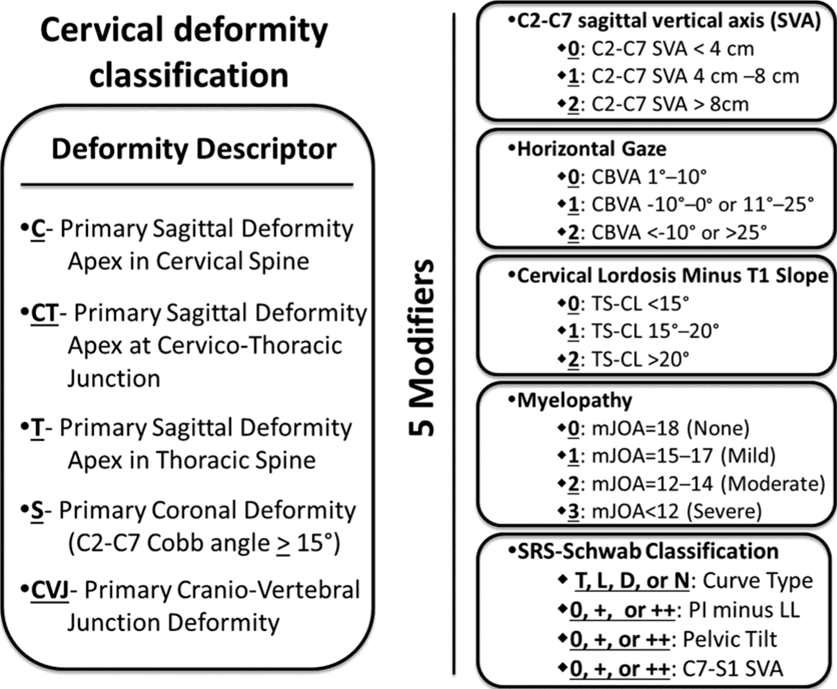 Cervical deformity
classification
Deformity Descriptor
•C- Primary Sagittal Deformity
Apex in Cervical Spine
•CT- Primary Sagittal Deformity
Apex at Cervico-Thoracic
Junction
•T- Primary Sagittal Deformity
Apex in Thoracic Spine
•S- Primary Coronal Deformity
(C2-C7 Cobb angle ≥ 15°)
•CVJ- Primary Cranio-Vertebral
Junction Deformity
5 Modifiers
•C2-C7 sagittal vertical axis (SVA)
◆0: C2-C7 SVA < 4 cm
◆1: C2-C7 SVA 4 cm –8 cm
◆2: C2-C7 SVA > 8cm
•Horizontal Gaze
◆0: CBVA 1°–10°
◆1: CBVA -10°–0° or 11°–25°
◆2: CBVA <-10° or >25°
•Cervical Lordosis Minus T1 Slope
◆0: TS-CL <15°
◆1: TS-CL 15°–20°
◆2: TS-CL >20°
•Myelopathy
◆0: mJOA=18 (None)
◆1: mJOA=15–17 (Mild)
◆2: mJOA=12–14 (Moderate)
◆3: mJOA<12 (Severe)
•SRS-Schwab Classification
◆ T, L, D, or N: Curve Type
◆0, +, or ++: PI minus LL
◆0, +, or ++: Pelvic Tilt
◆0, +, or ++: C7-S1 SVA